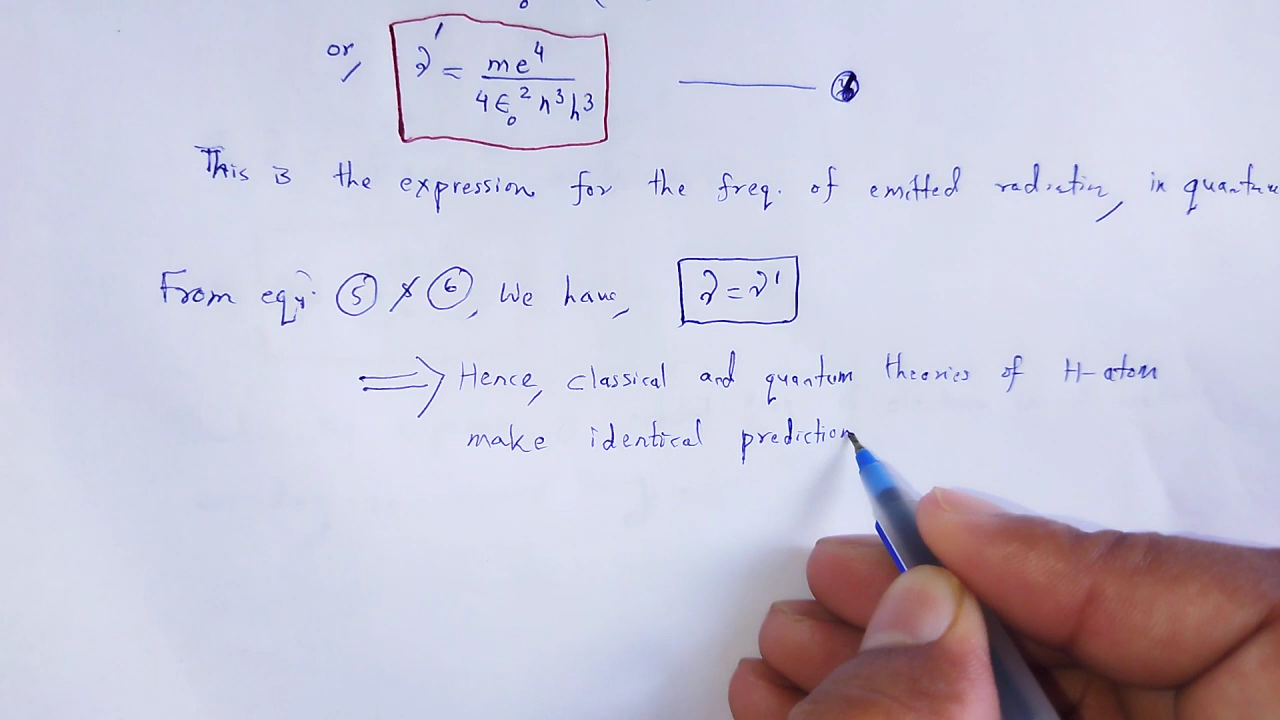 or, ν' = me⁴ / 4ϵ₀²n³h³
This is the expression for the freq. of emitted radiation, in quantum
From eqⁿ. ⑤ & ⑥, We have, ν = ν'
⟹ Hence, classical and quantum theories of H-atom
make identical prediction